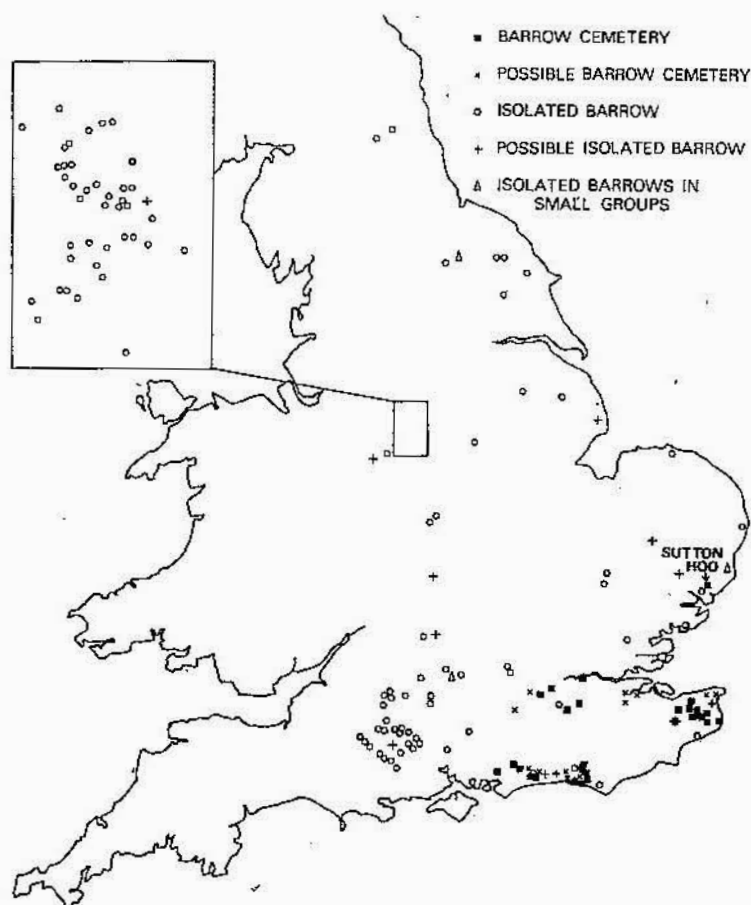 BARROW CEMETERY
POSSIBLE BARROW CEMETERY
ISOLATED BARROW
POSSIBLE ISOLATED BARROW
ISOLATED BARROWS IN
SMALL GROUPS
SUTTON
HOO